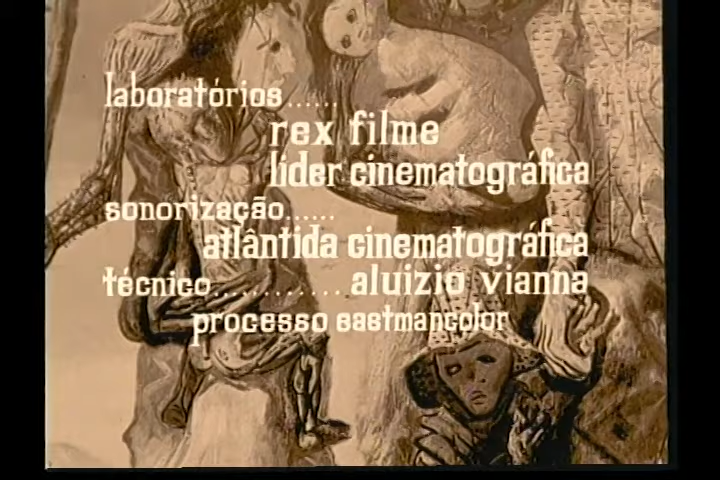 laboratórios......
rex filme
líder cinematográfica
sonorização......
atlântida cinematográfica
técnico............aluizio vianna
processo eastmancolor